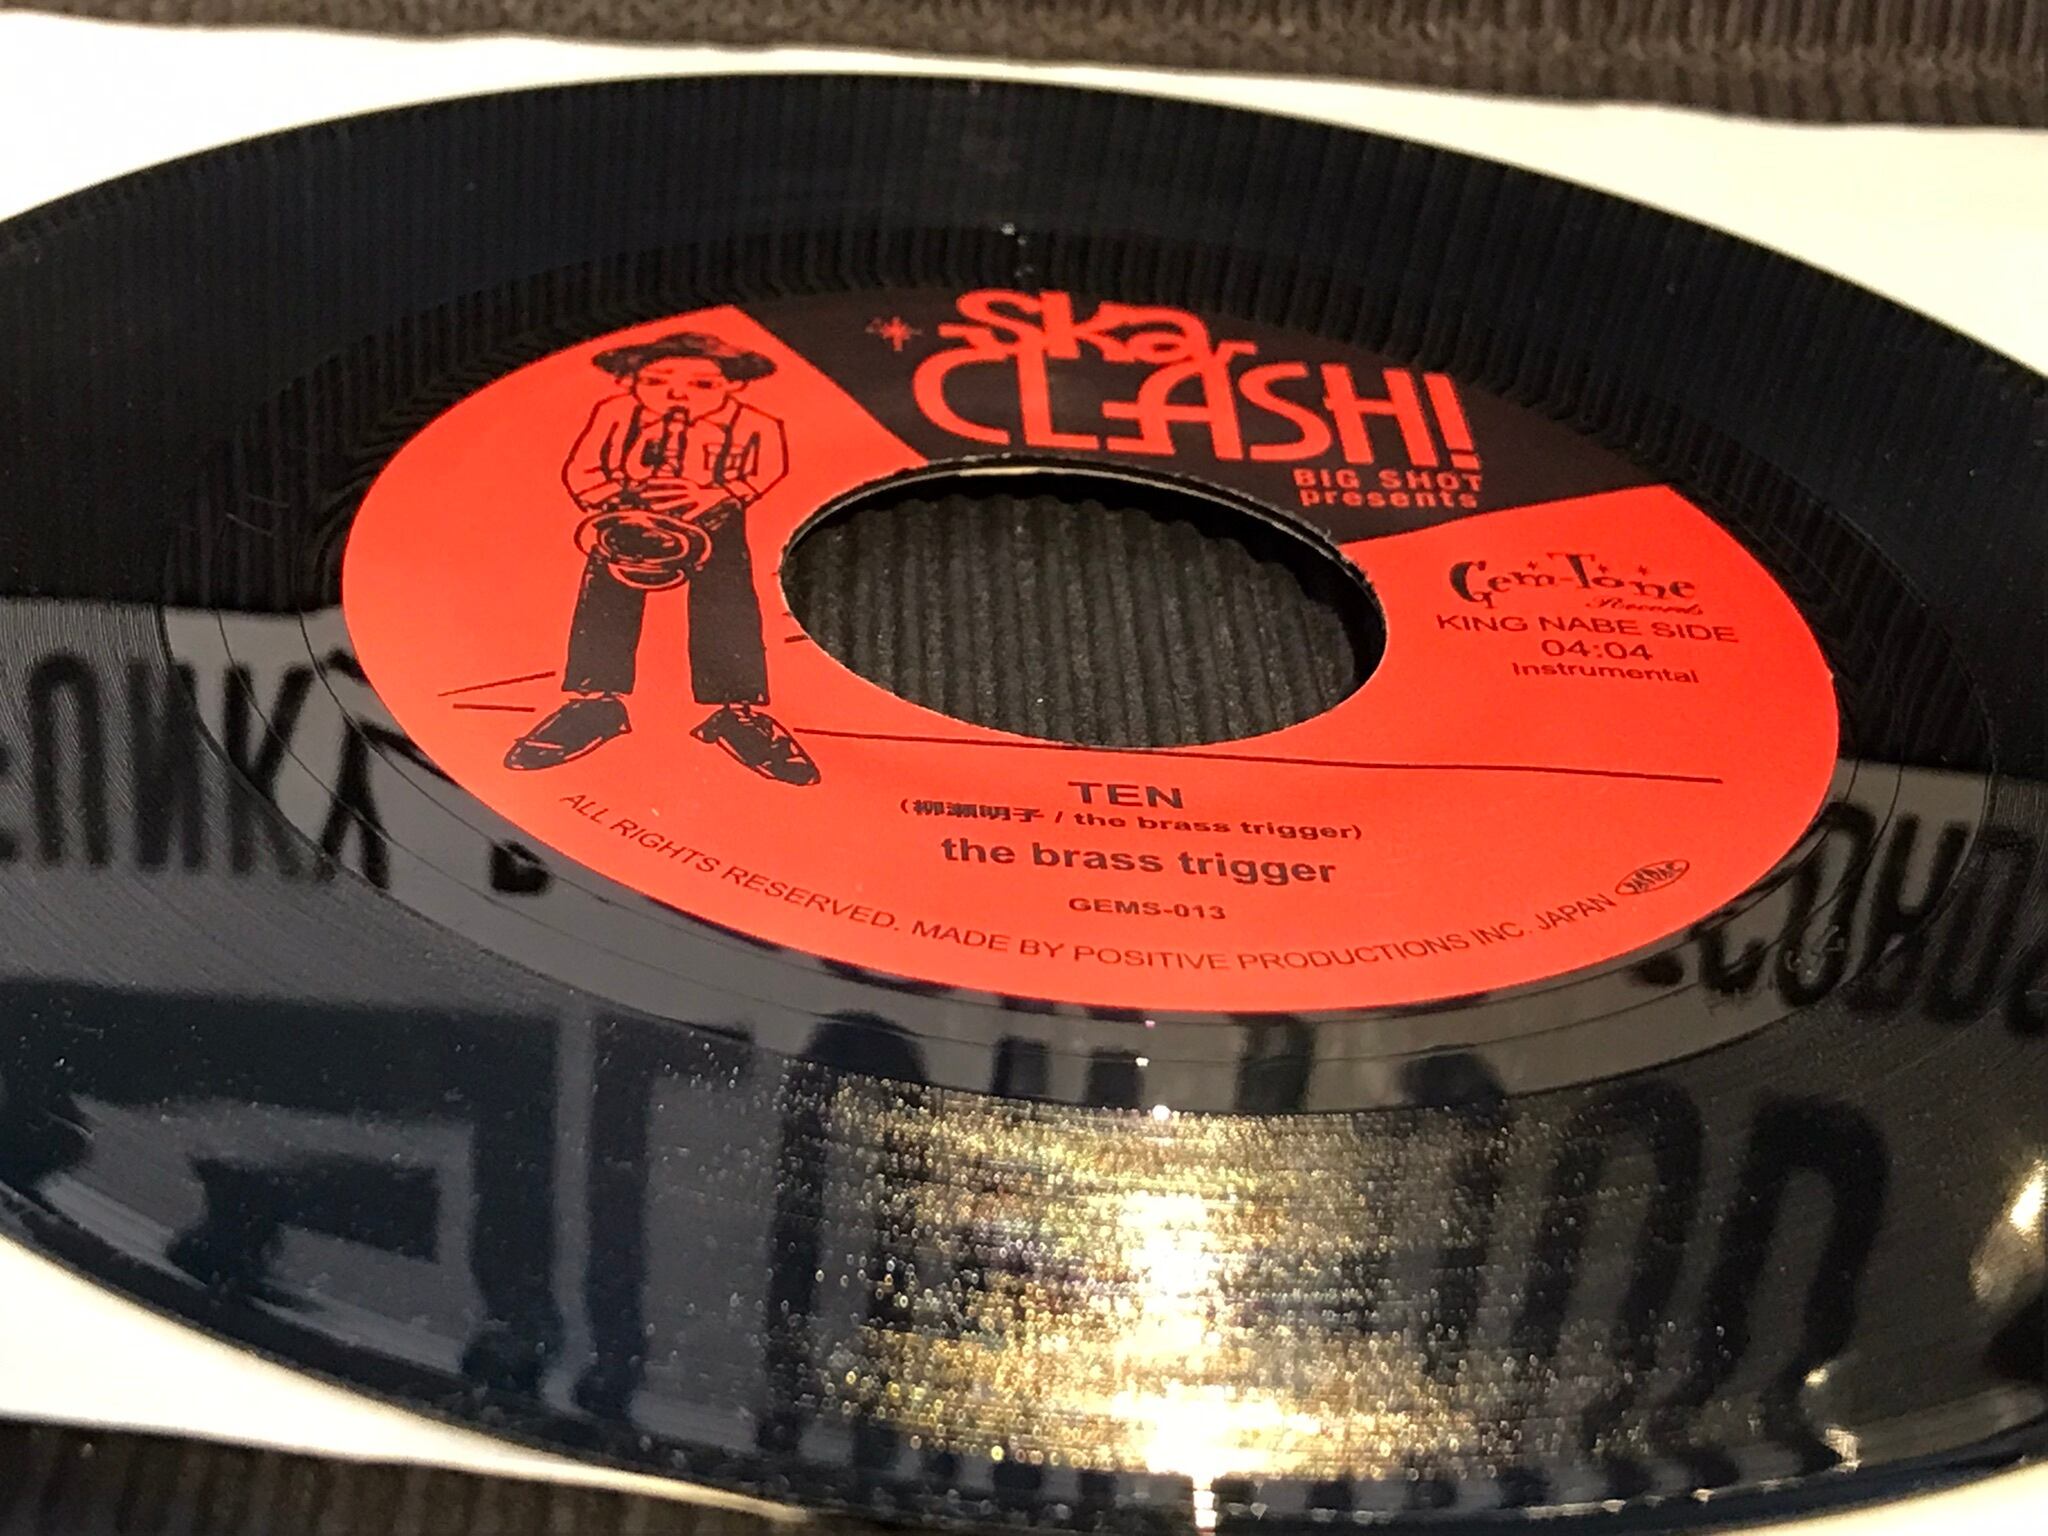 Ska
CLASH!
BIG SHOT
presents
Gem-Tone
Records
KING NABE SIDE
04:04
Instrumental
TEN
(柳瀬明子 / the brass trigger)
the brass trigger
GEMS-013
ALL RIGHTS RESERVED. MADE BY POSITIVE PRODUCTIONS INC. JAPAN